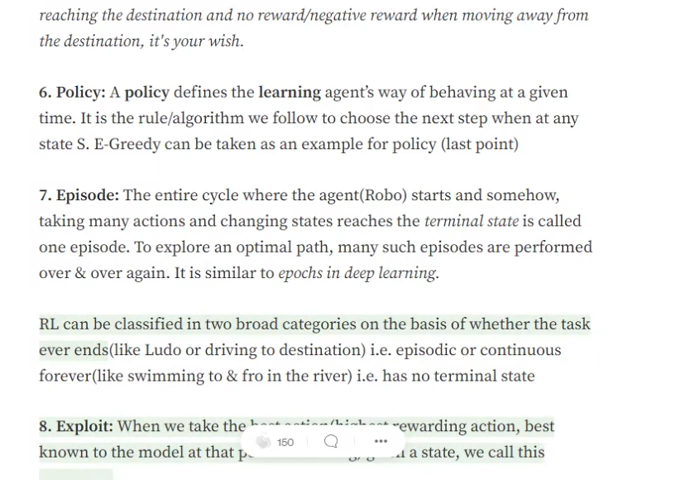 reaching the destination and no reward/negative reward when moving away from
the destination, it's your wish.
6. Policy: A policy defines the learning agent's way of behaving at a given
time. It is the rule/algorithm we follow to choose the next step when at any
state S. E-Greedy can be taken as an example for policy (last point)
7. Episode: The entire cycle where the agent(Robo) starts and somehow,
taking many actions and changing states reaches the terminal state is called
one episode. To explore an optimal path, many such episodes are performed
over & over again. It is similar to epochs in deep learning.
RL can be classified in two broad categories on the basis of whether the task
ever ends(like Ludo or driving to destination) i.e. episodic or continuous
forever(like swimming to & fro in the river) i.e. has no terminal state
8. Exploit: When we take the best action(highest rewarding action, best
known to the model at that a state, we call this
150